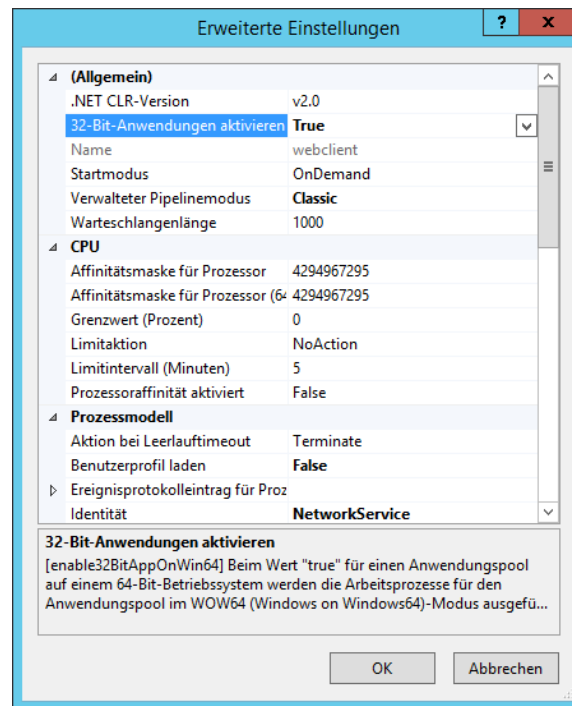 Erweiterte Einstellungen
? x
(Allgemein)
.NET CLR-Version v2.0
32-Bit-Anwendungen aktivieren True
Name webclient
Startmodus OnDemand
Verwalteter Pipelinemodus Classic
Warteschlangenlänge 1000
CPU
Affinitätsmaske für Prozessor 4294967295
Affinitätsmaske für Prozessor (64 4294967295
Grenzwert (Prozent) 0
Limitaktion NoAction
Limitintervall (Minuten) 5
Prozessoraffinität aktiviert False
Prozessmodell
Aktion bei Leerlauftimeout Terminate
Benutzerprofil laden False
Ereignisprotokolleintrag für Proz
Identität NetworkService
32-Bit-Anwendungen aktivieren
[enable32BitAppOnWin64] Beim Wert "true" für einen Anwendungspool
auf einem 64-Bit-Betriebssystem werden die Arbeitsprozesse für den
Anwendungspool im WOW64 (Windows on Windows64)-Modus ausgefü...
OK Abbrechen